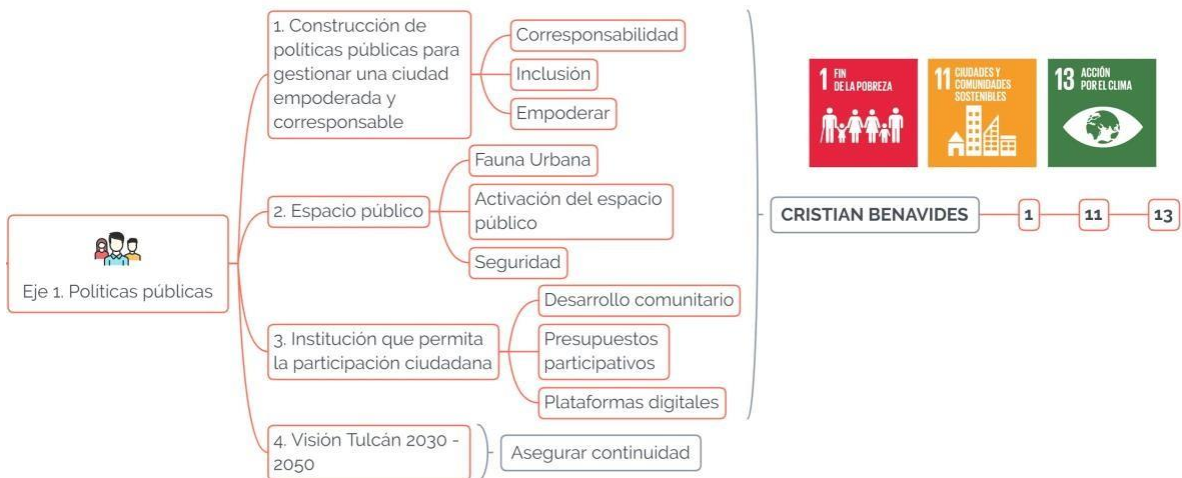 Eje 1. Políticas públicas
1. Construcción de
políticas públicas para
gestionar una ciudad
empoderada y
corresponsable
Corresponsabilidad
Inclusión
Empoderar
2. Espacio público
Fauna Urbana
Activación del espacio
público
Seguridad
3. Institución que permita
la participación ciudadana
Desarrollo comunitario
Presupuestos
participativos
Plataformas digitales
4. Visión Tulcán 2030 -
2050
Asegurar continuidad
1 FIN
DE LA POBREZA
11 CIUDADES Y
COMUNIDADES
SOSTENIBLES
13 ACCIÓN
POR EL CLIMA
CRISTIAN BENAVIDES
1
11
13